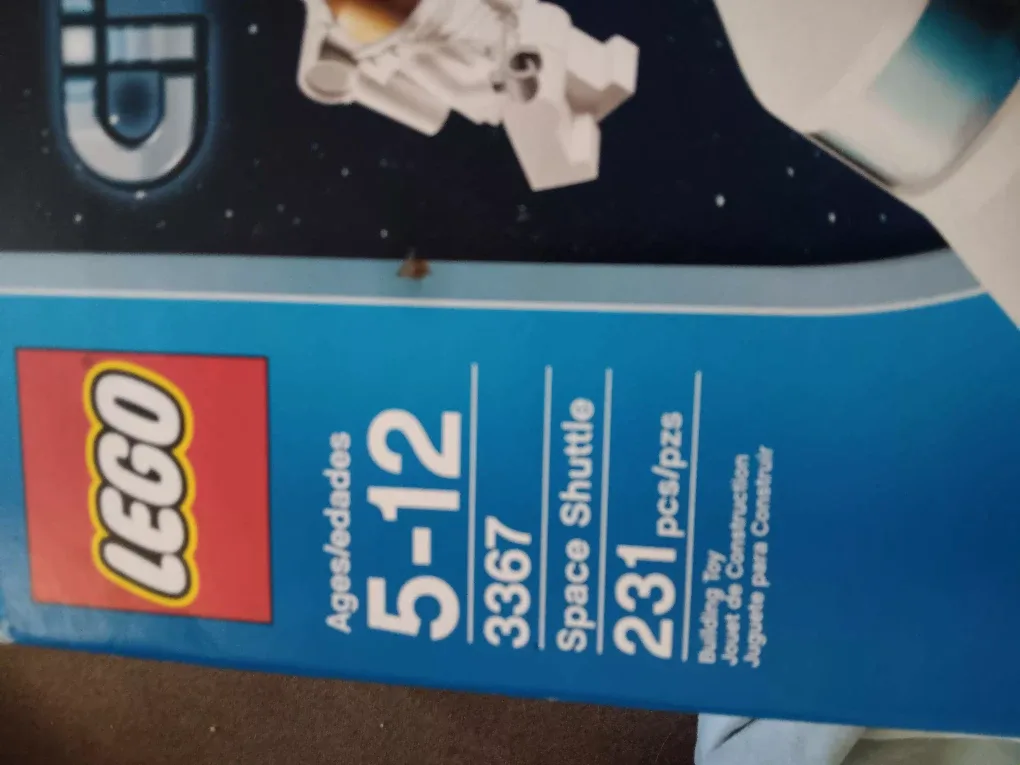 LEGO
Ages/edades
5-12
3367
Space Shuttle
231 pcs/pzs
Building Toy
Jouet de Construction
Juguete para Construir